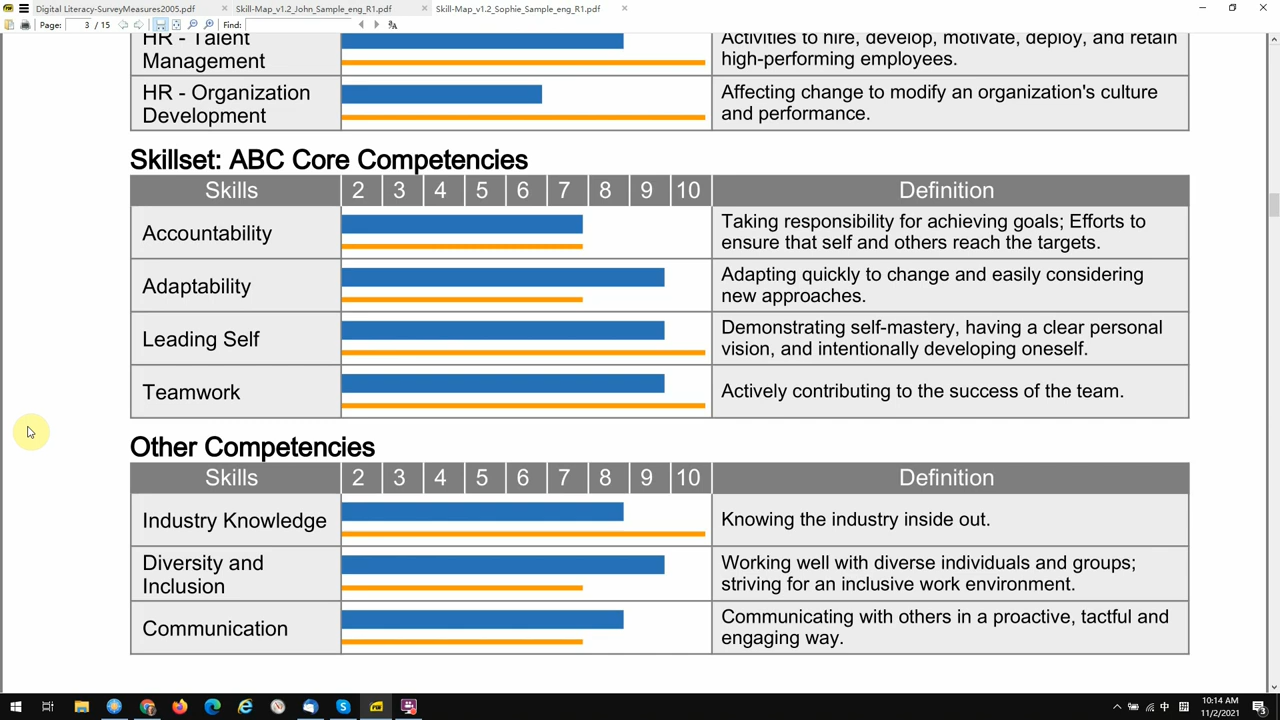 Digital Literacy-SurveyMeasures2005.pdf × Skill-Map_v1.2_John_Sample_eng_R1.pdf × Skill-Map_v1.2_Sophie_Sample_eng_R1.pdf ×
Page: 3 / 15 Find:
HR - Talent
Management
Activities to hire, develop, motivate, deploy, and retain
high-performing employees.
HR - Organization
Development
Affecting change to modify an organization's culture
and performance.
Skillset: ABC Core Competencies
Skills 2 3 4 5 6 7 8 9 10 Definition
Accountability
Taking responsibility for achieving goals; Efforts to
ensure that self and others reach the targets.
Adaptability
Adapting quickly to change and easily considering
new approaches.
Leading Self
Demonstrating self-mastery, having a clear personal
vision, and intentionally developing oneself.
Teamwork
Actively contributing to the success of the team.
Other Competencies
Skills 2 3 4 5 6 7 8 9 10 Definition
Industry Knowledge
Knowing the industry inside out.
Diversity and
Inclusion
Working well with diverse individuals and groups;
striving for an inclusive work environment.
Communication
Communicating with others in a proactive, tactful and
engaging way.
中
10:14 AM
11/2/2021
3